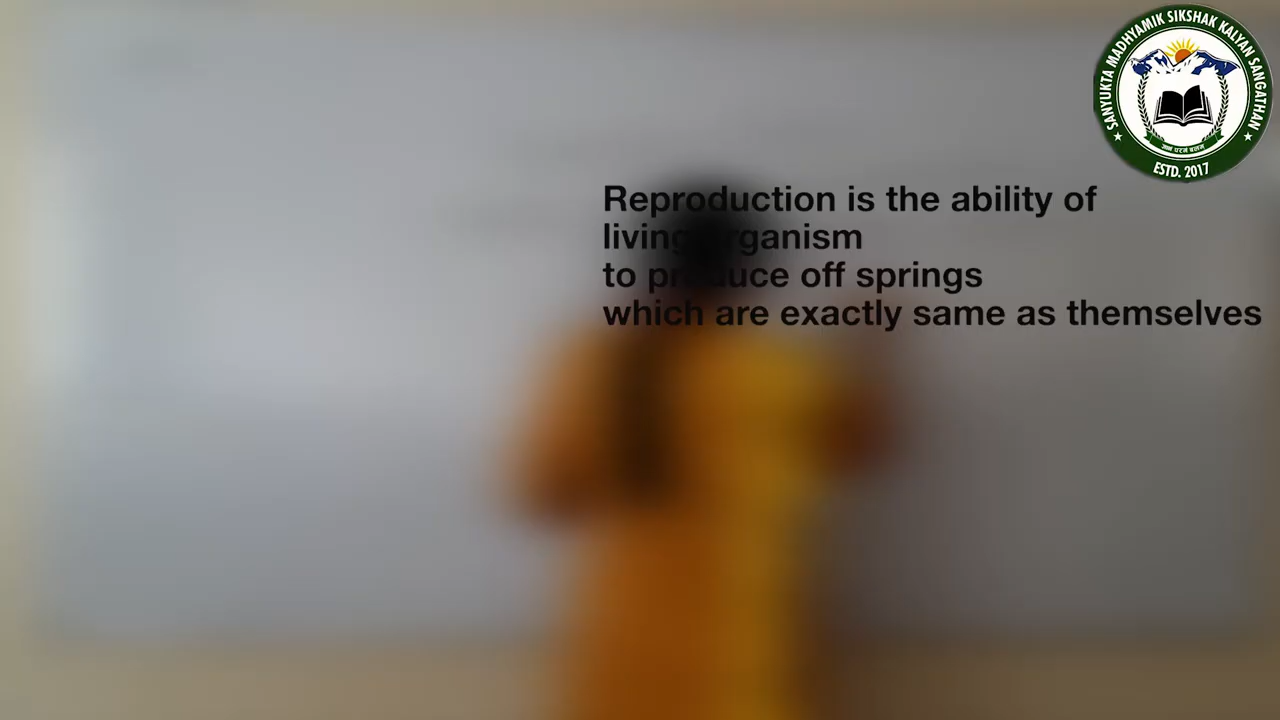 SANYUKTA MADHYAMIK SIKSHAK KALYAN SANGATHAN
ESTD. 2017
Reproduction is the ability of
living organism
to produce off springs
which are exactly same as themselves